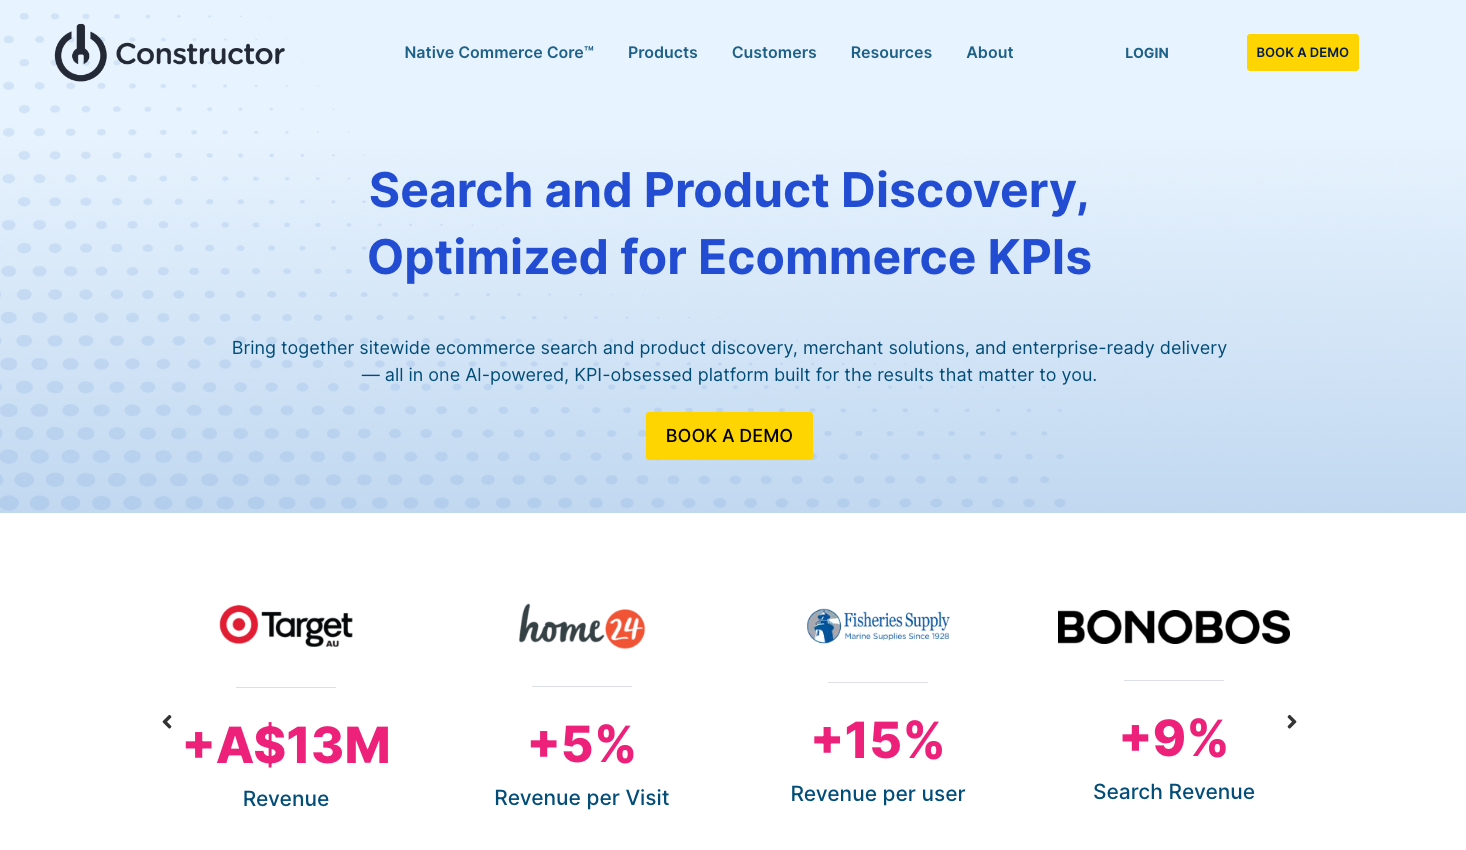 Constructor
Native Commerce Core™
Products
Customers
Resources
About
LOGIN
BOOK A DEMO
Search and Product Discovery,
Optimized for Ecommerce KPIs
Bring together sitewide ecommerce search and product discovery, merchant solutions, and enterprise-ready delivery
— all in one AI-powered, KPI-obsessed platform built for the results that matter to you.
BOOK A DEMO
Target
AU
+A$13M
Revenue
home24
+5%
Revenue per Visit
Fisheries Supply
Marine Supplies Since 1928
+15%
Revenue per user
BONOBOS
+9%
Search Revenue